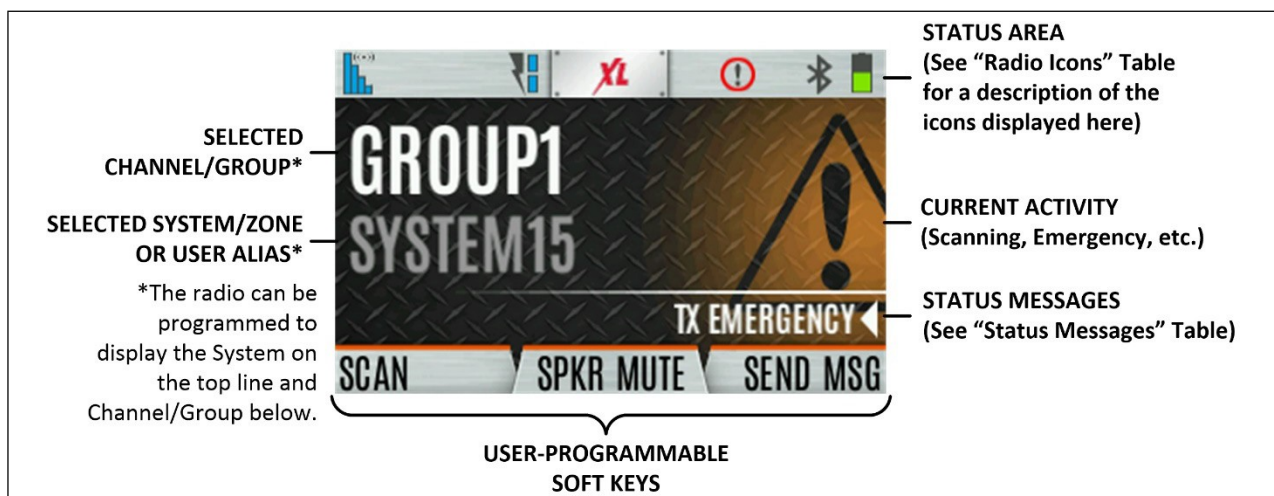 STATUS AREA
(See “Radio Icons” Table
for a description of the
icons displayed here)
XL
SELECTED
CHANNEL/GROUP*
GROUP1
SELECTED SYSTEM/ZONE
OR USER ALIAS*
SYSTEM15
CURRENT ACTIVITY
(Scanning, Emergency, etc.)
*The radio can be
programmed to
display the System on
the top line and
Channel/Group below.
TX EMERGENCY
STATUS MESSAGES
(See “Status Messages” Table)
SCAN SPKR MUTE SEND MSG
USER-PROGRAMMABLE
SOFT KEYS